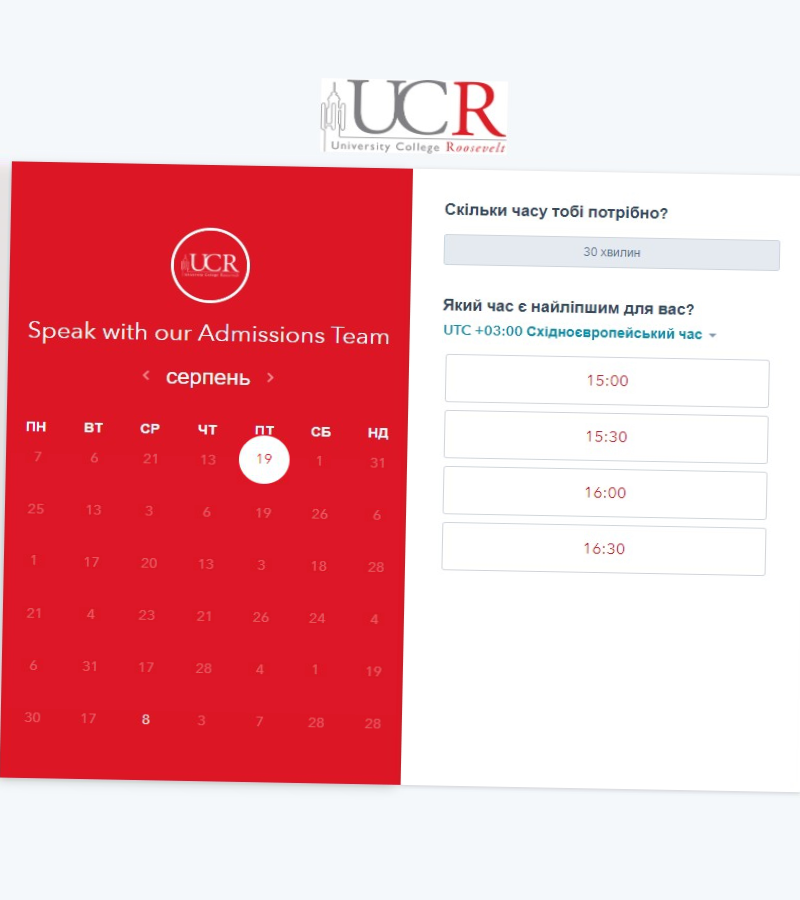 UCR
University College Roosevelt
UCR
Speak with our Admissions Team
серпень
ПН ВТ СР ЧТ ПТ СБ НД
7 6 21 13 19 1 31
25 13 3 6 19 26 6
1 17 20 13 3 18 28
21 4 23 21 26 24 4
6 31 17 28 4 1 19
30 17 8 3 7 28 28
Скільки часу тобі потрібно?
30 хвилин
Який час є найліпшим для вас?
UTC +03:00 Східноєвропейський час
15:00
15:30
16:00
16:30